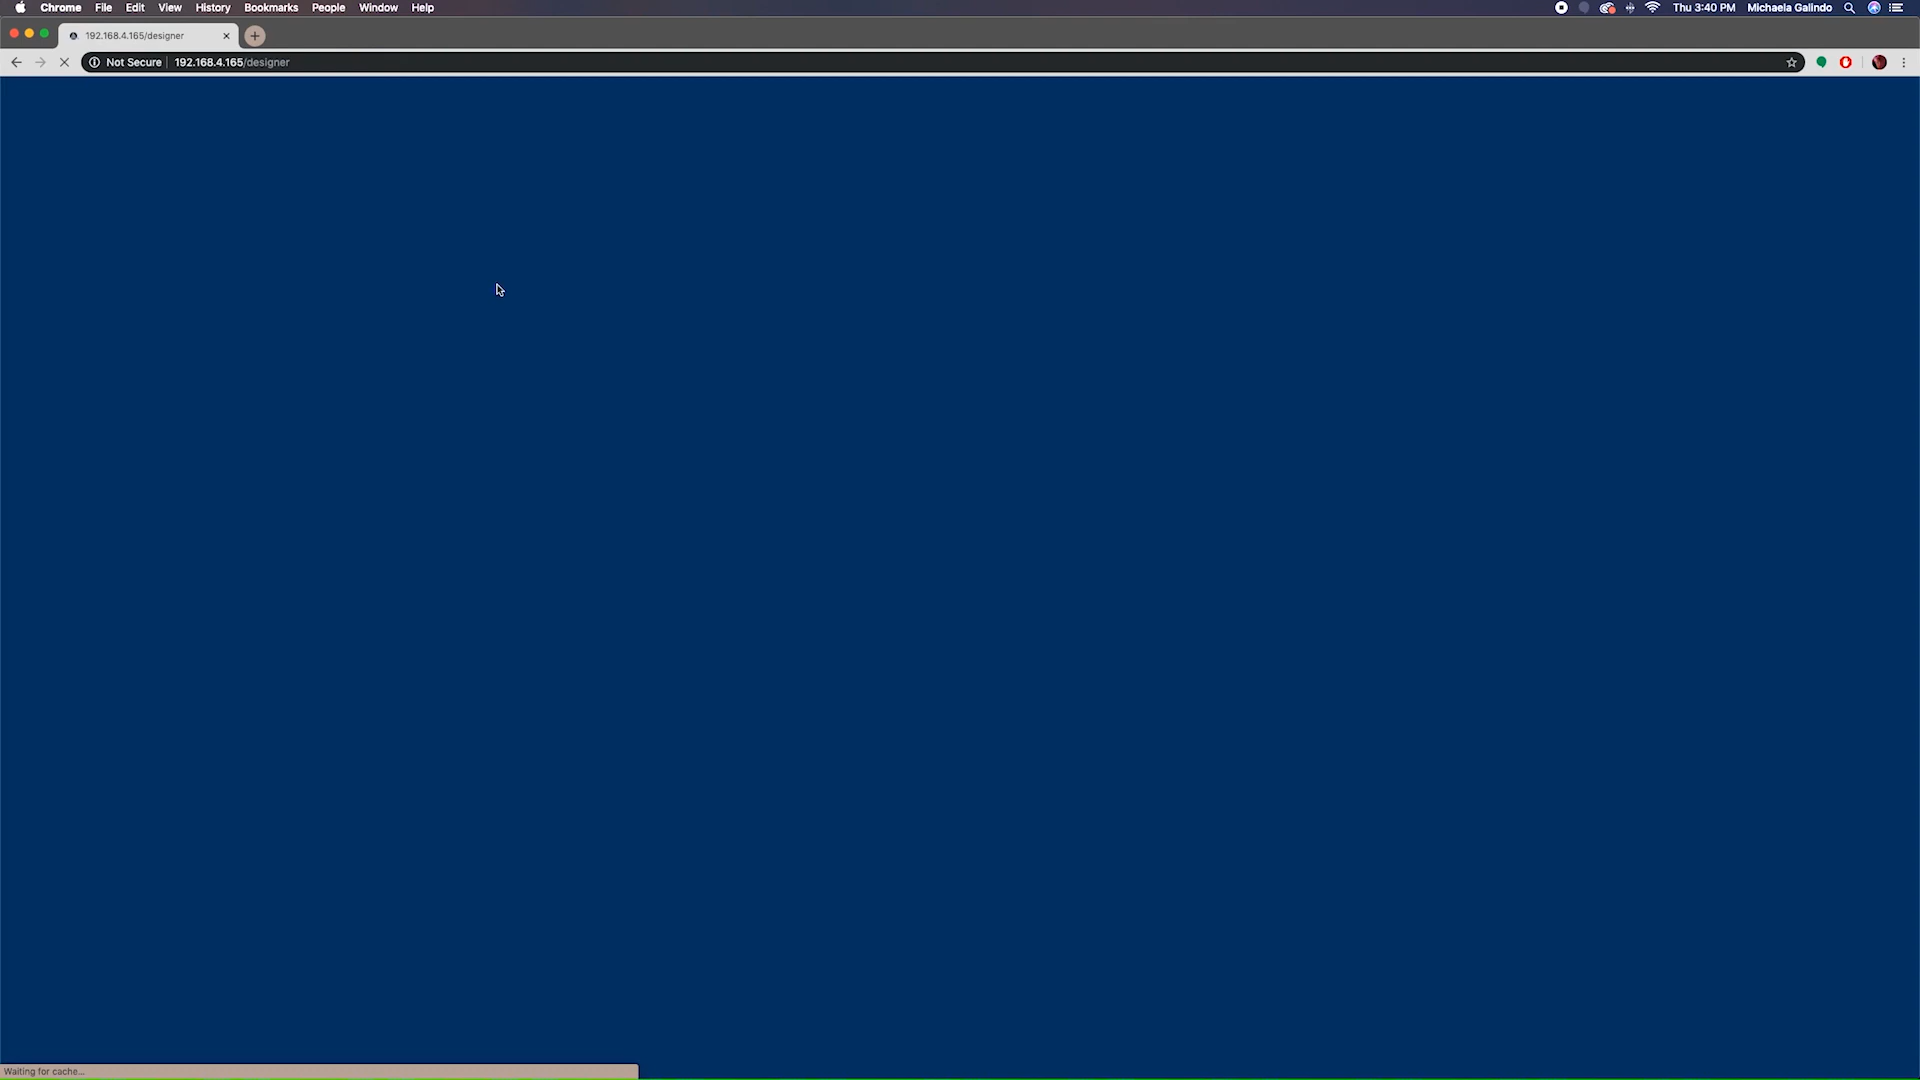 Chrome File Edit View History Bookmarks People Window Help Thu 3:40 PM Michaela Galindo
192.168.4.165/designer
Not Secure 192.168.4.165/designer
Waiting for cache...